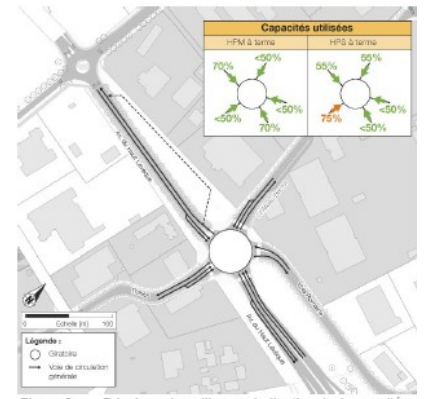 Capacités utilisées
HPM à terme
HPS à terme
70%
<50%
<50%
<50%
70%
55%
55%
<50%
75%
<50%
Av. du Haut Lévêque
Av. du Haut Lévêque
0 Echelle [m] 100
Légende :
Giratoire
Voie de circulation
générale